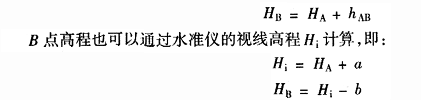 H_B = H_A + h_AB
B 点高程也可以通过水准仪的视线高程 H_i 计算，即：
H_i = H_A + a
H_B = H_i - b